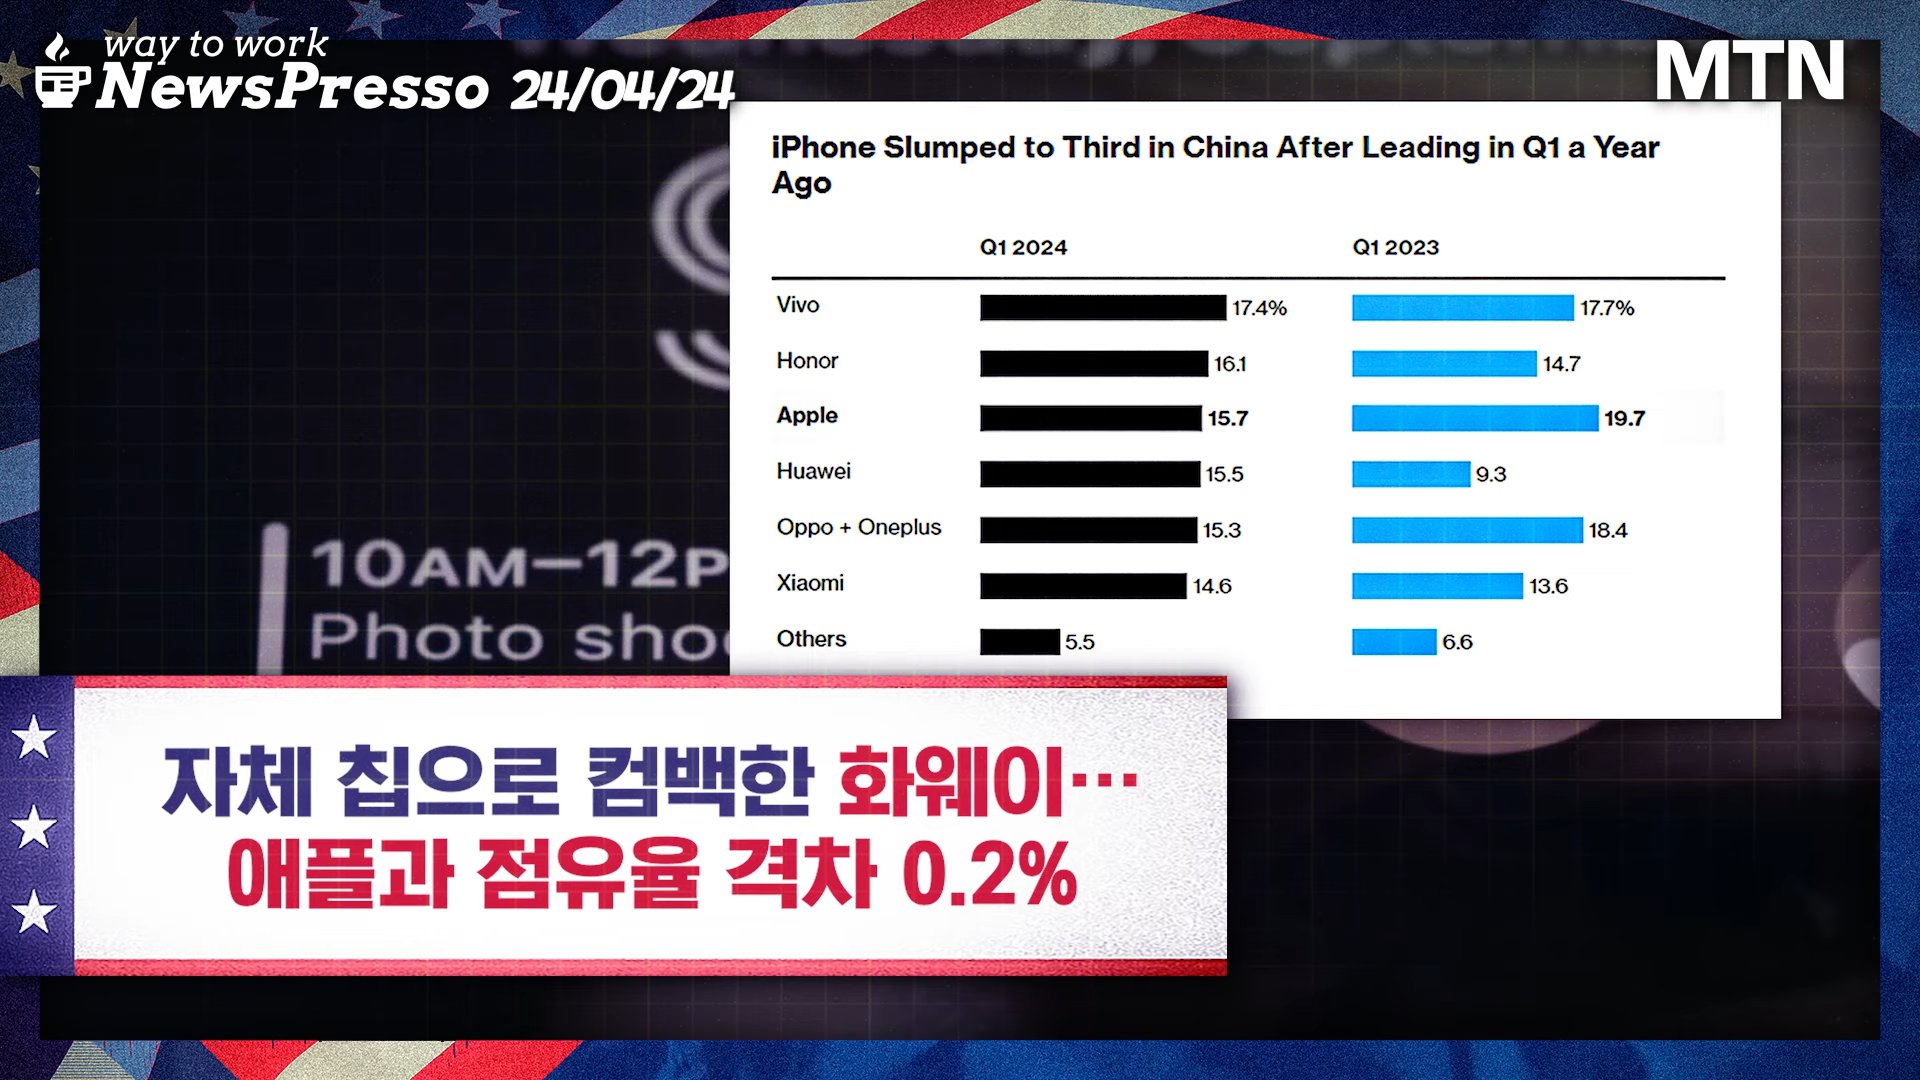 way to work
NewsPresso 24/04/24
MTN
iPhone Slumped to Third in China After Leading in Q1 a Year
Ago
Q1 2024 Q1 2023
Vivo 17.4% 17.7%
Honor 16.1 14.7
Apple 15.7 19.7
Huawei 15.5 9.3
Oppo + Oneplus 15.3 18.4
Xiaomi 14.6 13.6
Others 5.5 6.6
10AM–12P
Photo shoo
자체 칩으로 컴백한 화웨이…
애플과 점유율 격차 0.2%